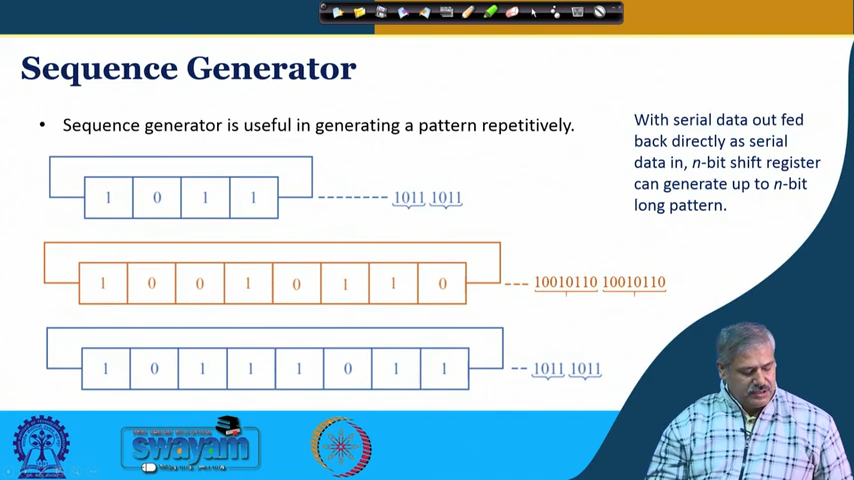 Sequence Generator
• Sequence generator is useful in generating a pattern repetitively.
With serial data out fed
back directly as serial
data in, n-bit shift register
can generate up to n-bit
long pattern.
1 0 1 1 1011 1011
1 0 0 1 0 1 1 0 10010110 10010110
1 0 1 1 1 0 1 1 1011 1011
swayam